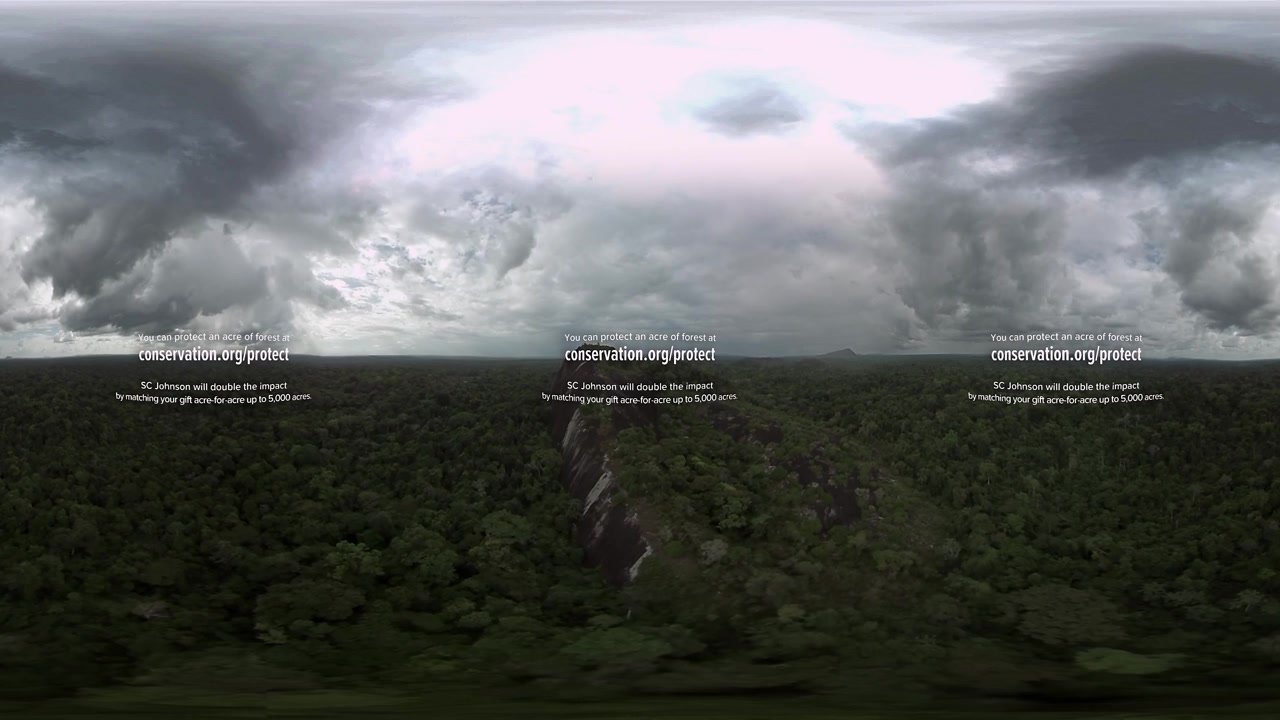 You can protect an acre of forest at
conservation.org/protect
SC Johnson will double the impact
by matching your gift acre-for-acre up to 5,000 acres.
You can protect an acre of forest at
conservation.org/protect
SC Johnson will double the impact
by matching your gift acre-for-acre up to 5,000 acres.
You can protect an acre of forest at
conservation.org/protect
SC Johnson will double the impact
by matching your gift acre-for-acre up to 5,000 acres.